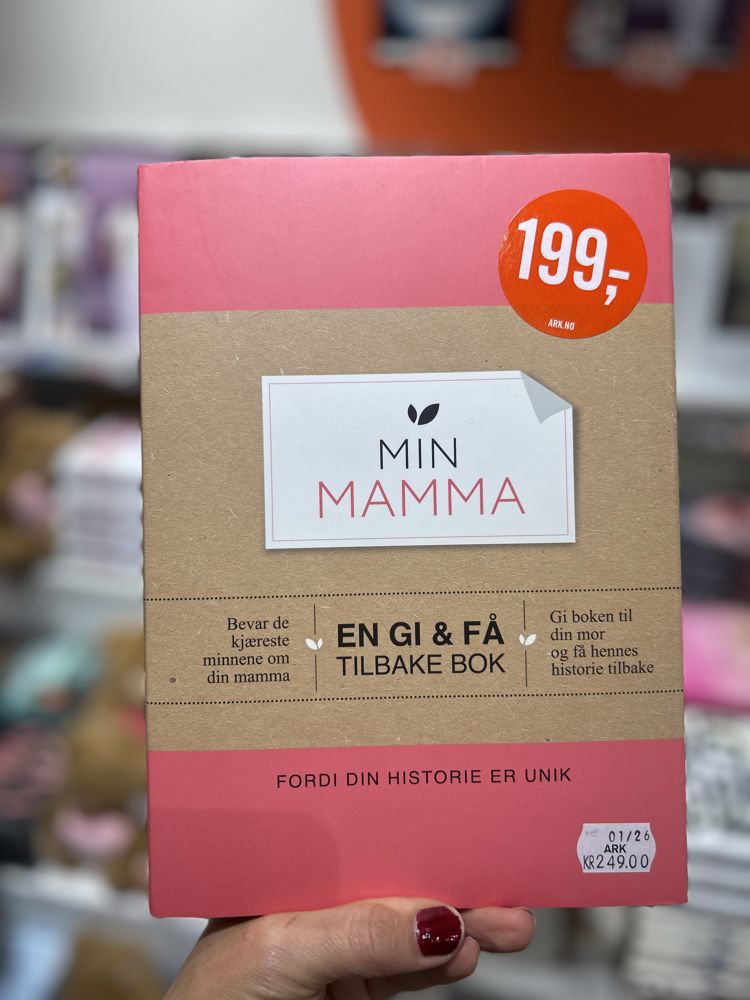 199,-
ARK.NO
MIN
MAMMA
Bevar de
kjæreste
minnene om
din mamma
EN GI & FÅ
TILBAKE BOK
Gi boken til
din mor
og få hennes
historie tilbake
FORDI DIN HISTORIE ER UNIK
01/26
ARK
KR249.00